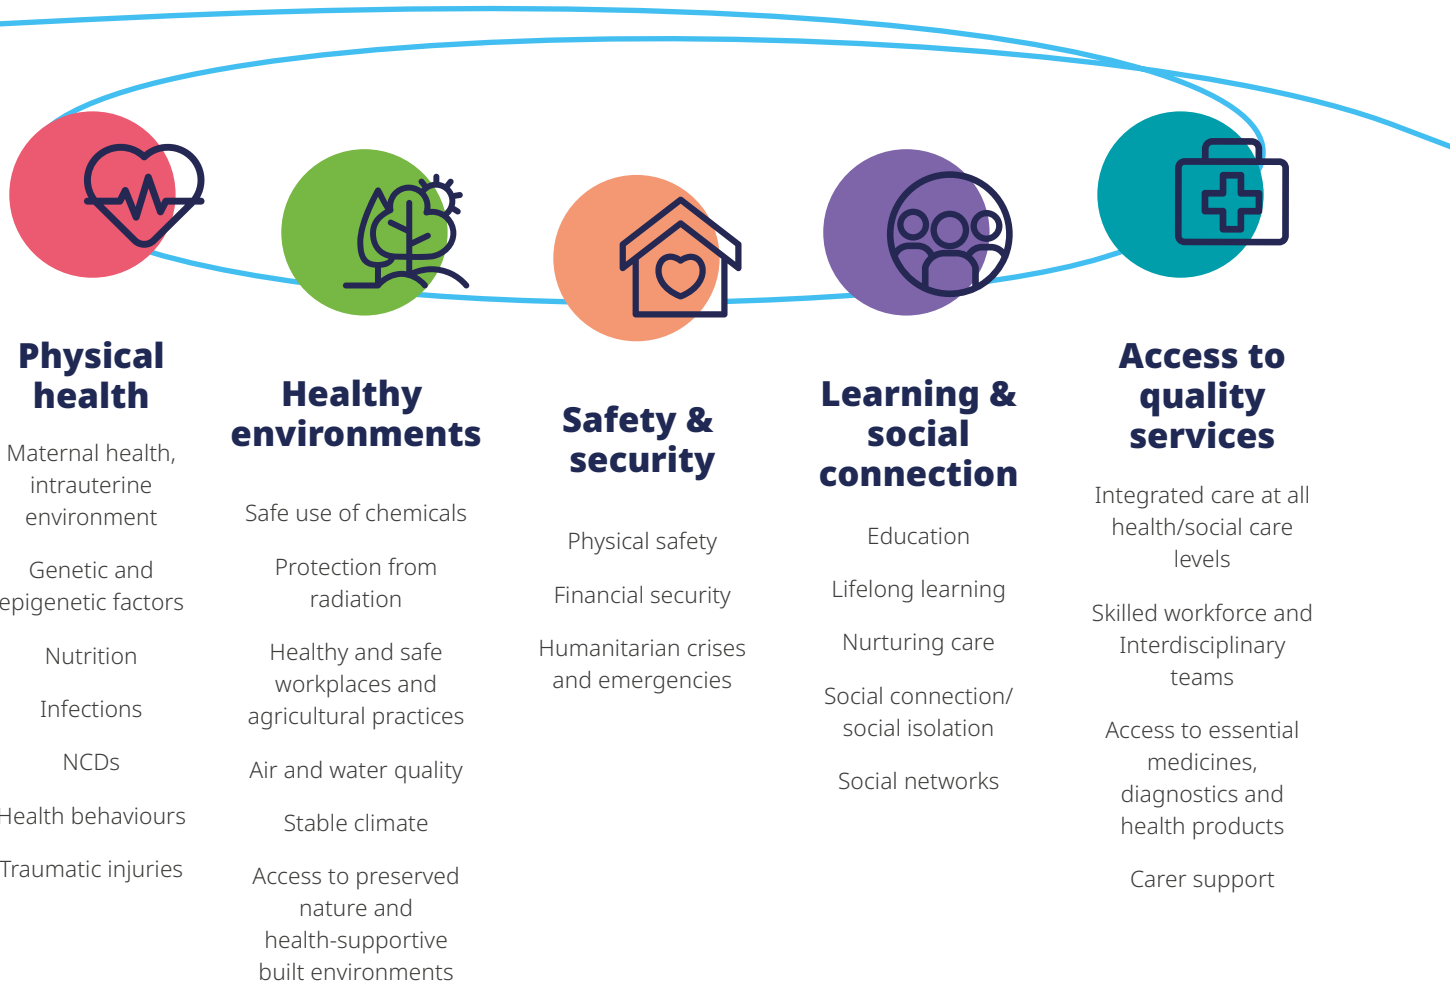 Physical
health
Maternal health,
intrauterine
environment
Genetic and
epigenetic factors
Nutrition
Infections
NCDs
Health behaviours
Traumatic injuries
Healthy
environments
Safe use of chemicals
Protection from
radiation
Healthy and safe
workplaces and
agricultural practices
Air and water quality
Stable climate
Access to preserved
nature and
health-supportive
built environments
Safety &
security
Physical safety
Financial security
Humanitarian crises
and emergencies
Learning &
social
connection
Education
Lifelong learning
Nurturing care
Social connection/
social isolation
Social networks
Access to
quality
services
Integrated care at all
health/social care
levels
Skilled workforce and
Interdisciplinary
teams
Access to essential
medicines,
diagnostics and
health products
Carer support